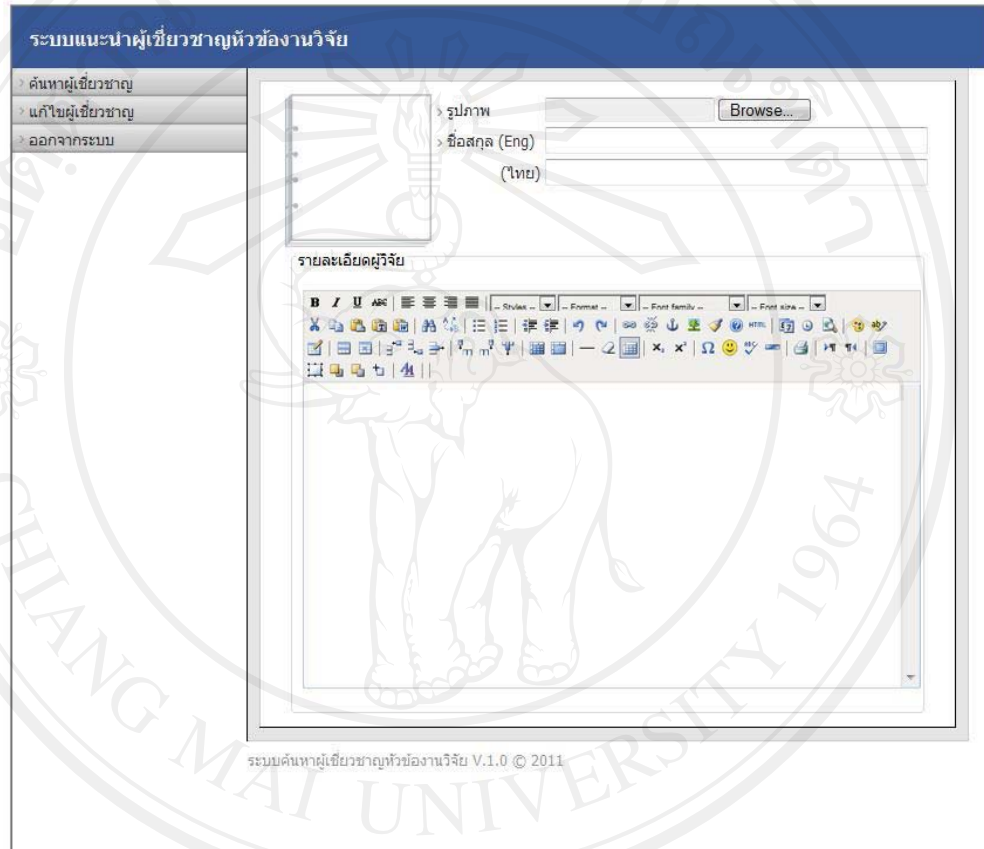 ระบบแนะนำผู้เชี่ยวชาญหัวข้องานวิจัย
ค้นหาผู้เชี่ยวชาญ
แก้ไขผู้เชี่ยวชาญ
ออกจากระบบ
รูปภาพ Browse...
ชื่อสกุล (Eng)
(ไทย)
รายละเอียดผู้วิจัย
B I U ABC -- Styles -- -- Format -- -- Font family -- -- Font size --
HTML
ระบบค้นหาผู้เชี่ยวชาญหัวข้องานวิจัย V.1.0 © 2011
CHIANG MAI UNIVERSITY 1964